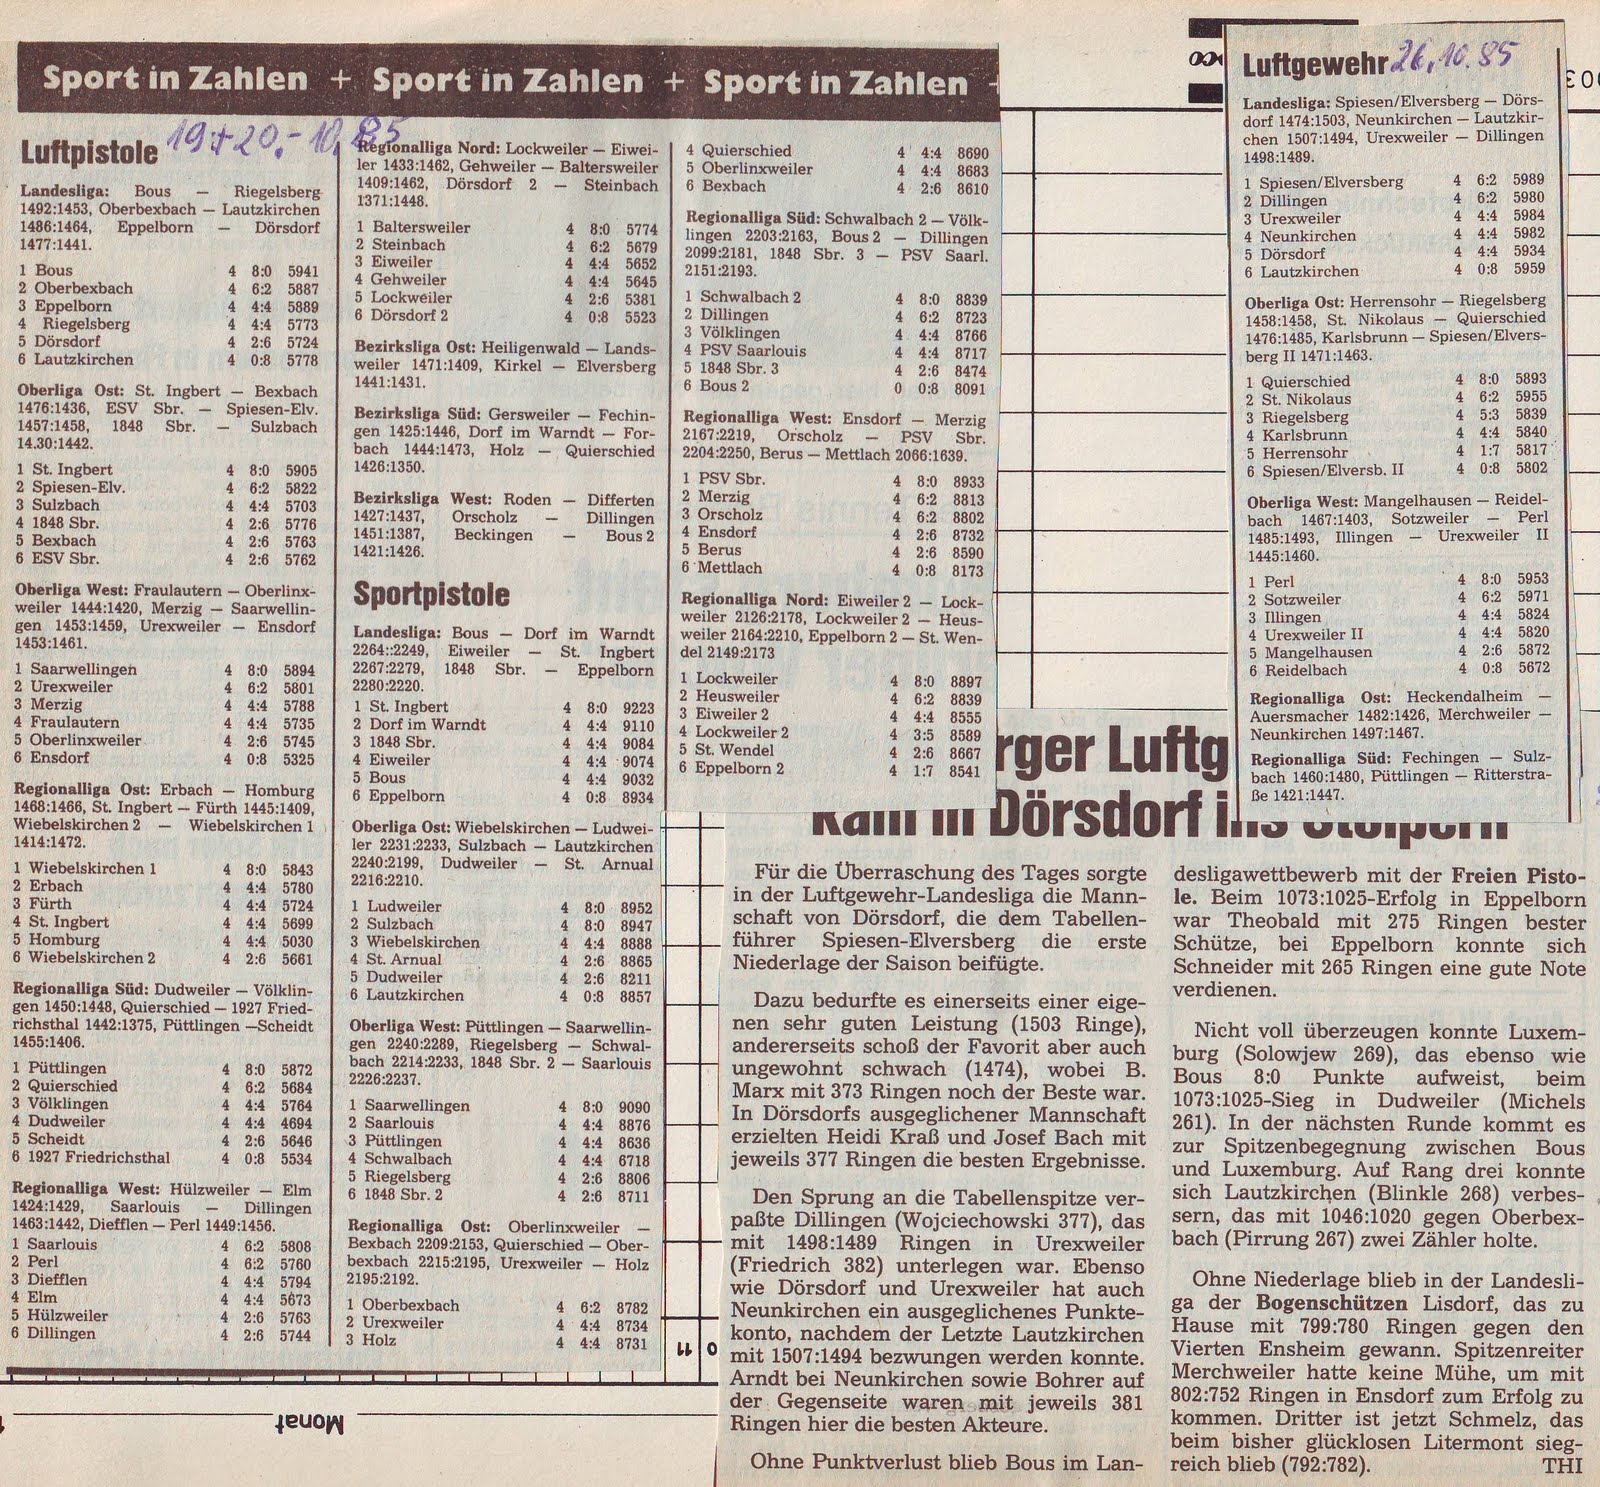 Sport in Zahlen + Sport in Zahlen + Sport in Zahlen +
Luftpistole 19.+20.-10.85
Landesliga: Bous — Riegelsberg
1492:1453, Oberbexbach — Lautzkirchen
1486:1464, Eppelborn — Dörsdorf
1477:1441.
1 Bous 4 8:0 5941
2 Oberbexbach 4 6:2 5887
3 Eppelborn 4 4:4 5889
4 Riegelsberg 4 4:4 5773
5 Dörsdorf 4 2:6 5724
6 Lautzkirchen 4 0:8 5778
Oberliga Ost: St. Ingbert — Bexbach
1476:1436, ESV Sbr. — Spiesen-Elv.
1457:1458, 1848 Sbr. — Sulzbach
14.30:1442.
1 St. Ingbert 4 8:0 5905
2 Spiesen-Elv. 4 6:2 5822
3 Sulzbach 4 4:4 5703
4 1848 Sbr. 4 2:6 5776
5 Bexbach 4 2:6 5763
6 ESV Sbr. 4 2:6 5762
Oberliga West: Fraulautern — Oberlinx-
weiler 1444:1420, Merzig — Saarwellin-
gen 1453:1459, Urexweiler — Ensdorf
1453:1461.
1 Saarwellingen 4 8:0 5894
2 Urexweiler 4 6:2 5801
3 Merzig 4 4:4 5788
4 Fraulautern 4 4:4 5735
5 Oberlinxweiler 4 2:6 5745
6 Ensdorf 4 0:8 5325
Regionalliga Ost: Erbach — Homburg
1468:1466, St. Ingbert — Fürth 1445:1409,
Wiebelskirchen 2 — Wiebelskirchen 1
1414:1472.
1 Wiebelskirchen 1 4 8:0 5843
2 Erbach 4 4:4 5780
3 Fürth 4 4:4 5724
4 St. Ingbert 4 4:4 5699
5 Homburg 4 4:4 5030
6 Wiebelskirchen 2 4 2:6 5661
Regionalliga Süd: Dudweiler — Völklin-
gen 1450:1448, Quierschied — 1927 Fried-
richsthal 1442:1375, Püttlingen —Scheidt
1455:1406.
1 Püttlingen 4 8:0 5872
2 Quierschied 4 6:2 5684
3 Völklingen 4 4:4 5764
4 Dudweiler 4 4:4 4694
5 Scheidt 4 2:6 5646
6 1927 Friedrichsthal 4 0:8 5534
Regionalliga West: Hülzweiler — Elm
1424:1429, Saarlouis — Dillingen
1463:1442, Diefflen — Perl 1449:1456.
1 Saarlouis 4 6:2 5808
2 Perl 4 6:2 5760
3 Diefflen 4 4:4 5794
4 Elm 4 4:4 5673
5 Hülzweiler 4 2:6 5763
6 Dillingen 4 2:6 5744
Regionalliga Nord: Lockweiler — Eiwei-
ler 1433:1462, Gehweiler — Baltersweiler
1409:1462, Dörsdorf 2 — Steinbach
1371:1448.
1 Baltersweiler 4 8:0 5774
2 Steinbach 4 6:2 5679
3 Eiweiler 4 4:4 5652
4 Gehweiler 4 4:4 5645
5 Lockweiler 4 2:6 5381
6 Dörsdorf 2 4 0:8 5523
Bezirksliga Ost: Heiligenwald — Lands-
weiler 1471:1409, Kirkel — Elversberg
1441:1431.
Bezirksliga Süd: Gersweiler — Fechin-
gen 1425:1446, Dorf im Warndt — For-
bach 1444:1473, Holz — Quierschied
1426:1350.
Bezirksliga West: Roden — Differten
1427:1437, Orscholz — Dillingen
1451:1387, Beckingen — Bous 2
1421:1426.
Sportpistole
Landesliga: Bous — Dorf im Warndt
2264::2249, Eiweiler — St. Ingbert
2267:2279, 1848 Sbr. — Eppelborn
2280:2220.
1 St. Ingbert 4 8:0 9223
2 Dorf im Warndt 4 4:4 9110
3 1848 Sbr. 4 4:4 9084
4 Eiweiler 4 4:4 9074
5 Bous 4 4:4 9032
6 Eppelborn 4 0:8 8934
Oberliga Ost: Wiebelskirchen — Ludwei-
ler 2231:2233, Sulzbach — Lautzkirchen
2240:2199, Dudweiler — St. Arnual
2216:2210.
1 Ludweiler 4 8:0 8952
2 Sulzbach 4 8:0 8947
3 Wiebelskirchen 4 4:4 8888
4 St. Arnual 4 2:6 8865
5 Dudweiler 4 2:6 8211
6 Lautzkirchen 4 0:8 8857
Oberliga West: Püttlingen — Saarwellin-
gen 2240:2289, Riegelsberg — Schwal-
bach 2214:2233, 1848 Sbr. 2 — Saarlouis
2226:2237.
1 Saarwellingen 4 8:0 9090
2 Saarlouis 4 4:4 8876
3 Püttlingen 4 4:4 8636
4 Schwalbach 4 4:4 6718
5 Riegelsberg 4 2:6 8806
6 1848 Sbr. 2 4 2:6 8711
Regionalliga Ost: Oberlinxweiler —
Bexbach 2209:2153, Quierschied — Ober-
bexbach 2215:2195, Urexweiler — Holz
2195:2192.
1 Oberbexbach 4 6:2 8782
2 Urexweiler 4 4:4 8734
3 Holz 4 4:4 8731
4 Quierschied 4 4:4 8690
5 Oberlinxweiler 4 4:4 8683
6 Bexbach 4 2:6 8610
Regionalliga Süd: Schwalbach 2 — Völk-
lingen 2203:2163, Bous 2 — Dillingen
2099:2181, 1848 Sbr. 3 — PSV Saarl.
2151:2193.
1 Schwalbach 2 4 8:0 8839
2 Dillingen 4 6:2 8723
3 Völklingen 4 4:4 8766
4 PSV Saarlouis 4 4:4 8717
5 1848 Sbr. 3 4 2:6 8474
6 Bous 2 0 0:8 8091
Regionalliga West: Ensdorf — Merzig
2167:2219, Orscholz — PSV Sbr.
2204:2250, Berus — Mettlach 2066:1639.
1 PSV Sbr. 4 8:0 8933
2 Merzig 4 6:2 8813
3 Orscholz 4 6:2 8802
4 Ensdorf 4 2:6 8732
5 Berus 4 2:6 8590
6 Mettlach 4 0:8 8173
Regionalliga Nord: Eiweiler 2 — Lock-
weiler 2126:2178, Lockweiler 2 — Heus-
weiler 2164:2210, Eppelborn 2 — St. Wen-
del 2149:2173
1 Lockweiler 4 8:0 8897
2 Heusweiler 4 6:2 8839
3 Eiweiler 2 4 4:4 8555
4 Lockweiler 2 4 3:5 8589
5 St. Wendel 4 2:6 8667
6 Eppelborn 2 4 1:7 8541
Luftgewehr 26.10.85
Landesliga: Spiesen/Elversberg — Dörs-
dorf 1474:1503, Neunkirchen — Lautzkir-
chen 1507:1494, Urexweiler — Dillingen
1498:1489.
1 Spiesen/Elversberg 4 6:2 5989
2 Dillingen 4 6:2 5980
3 Urexweiler 4 4:4 5984
4 Neunkirchen 4 4:4 5982
5 Dörsdorf 4 4:4 5934
6 Lautzkirchen 4 0:8 5959
Oberliga Ost: Herrensohr — Riegelsberg
1458:1458, St. Nikolaus — Quierschied
1476:1485, Karlsbrunn — Spiesen/Elvers-
berg II 1471:1463.
1 Quierschied 4 8:0 5893
2 St. Nikolaus 4 6:2 5955
3 Riegelsberg 4 5:3 5839
4 Karlsbrunn 4 4:4 5840
5 Herrensohr 4 1:7 5817
6 Spiesen/Elversb. II 4 0:8 5802
Oberliga West: Mangelhausen — Reidel-
bach 1467:1403, Sotzweiler — Perl
1485:1493, Illingen — Urexweiler II
1445:1460.
1 Perl 4 8:0 5953
2 Sotzweiler 4 6:2 5971
3 Illingen 4 4:4 5824
4 Urexweiler II 4 4:4 5820
5 Mangelhausen 4 2:6 5872
6 Reidelbach 4 0:8 5672
Regionalliga Ost: Heckendalheim —
Auersmacher 1482:1426, Merchweiler —
Neunkirchen 1497:1467.
Regionalliga Süd: Fechingen — Sulz-
bach 1460:1480, Püttlingen — Ritterstra-
ße 1421:1447.
rger Luftg
kam in Dörsdorf ins Stolpern
Für die Überraschung des Tages sorgte
in der Luftgewehr-Landesliga die Mann-
schaft von Dörsdorf, die dem Tabellen-
führer Spiesen-Elversberg die erste
Niederlage der Saison beifügte.
Dazu bedurfte es einerseits einer eige-
nen sehr guten Leistung (1503 Ringe),
andererseits schoß der Favorit aber auch
ungewohnt schwach (1474), wobei B.
Marx mit 373 Ringen noch der Beste war.
In Dörsdorfs ausgeglichener Mannschaft
erzielten Heidi Kraß und Josef Bach mit
jeweils 377 Ringen die besten Ergebnisse.
Den Sprung an die Tabellenspitze ver-
paßte Dillingen (Wojciechowski 377), das
mit 1498:1489 Ringen in Urexweiler
(Friedrich 382) unterlegen war. Ebenso
wie Dörsdorf und Urexweiler hat auch
Neunkirchen ein ausgeglichenes Punkte-
konto, nachdem der Letzte Lautzkirchen
mit 1507:1494 bezwungen werden konnte.
Arndt bei Neunkirchen sowie Bohrer auf
der Gegenseite waren mit jeweils 381
Ringen hier die besten Akteure.
Ohne Punktverlust blieb Bous im Lan-
desligawettbewerb mit der Freien Pisto-
le. Beim 1073:1025-Erfolg in Eppelborn
war Theobald mit 275 Ringen bester
Schütze, bei Eppelborn konnte sich
Schneider mit 265 Ringen eine gute Note
verdienen.
Nicht voll überzeugen konnte Luxem-
burg (Solowjew 269), das ebenso wie
Bous 8:0 Punkte aufweist, beim
1073:1025-Sieg in Dudweiler (Michels
261). In der nächsten Runde kommt es
zur Spitzenbegegnung zwischen Bous
und Luxemburg. Auf Rang drei konnte
sich Lautzkirchen (Blinkle 268) verbes-
sern, das mit 1046:1020 gegen Oberbex-
bach (Pirrung 267) zwei Zähler holte.
Ohne Niederlage blieb in der Landesli-
ga der Bogenschützen Lisdorf, das zu
Hause mit 799:780 Ringen gegen den
Vierten Ensheim gewann. Spitzenreiter
Merchweiler hatte keine Mühe, um mit
802:752 Ringen in Ensdorf zum Erfolg zu
kommen. Dritter ist jetzt Schmelz, das
beim bisher glücklosen Litermont sieg-
reich blieb (792:782). THI
Monat